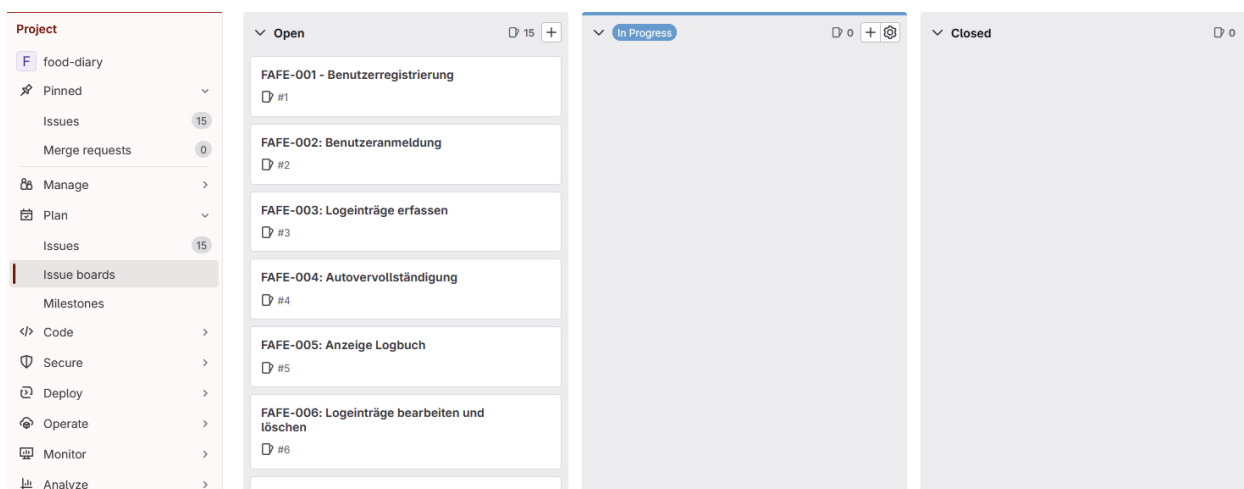 Project
F food-diary
Pinned
Issues 15
Merge requests 0
Manage
Plan
Issues 15
Issue boards
Milestones
Code
Secure
Deploy
Operate
Monitor
Analyze
Open 15
FAFE-001 - Benutzerregistrierung
#1
FAFE-002: Benutzeranmeldung
#2
FAFE-003: Logeinträge erfassen
#3
FAFE-004: Autovervollständigung
#4
FAFE-005: Anzeige Logbuch
#5
FAFE-006: Logeinträge bearbeiten und
löschen
#6
In Progress 0
Closed 0